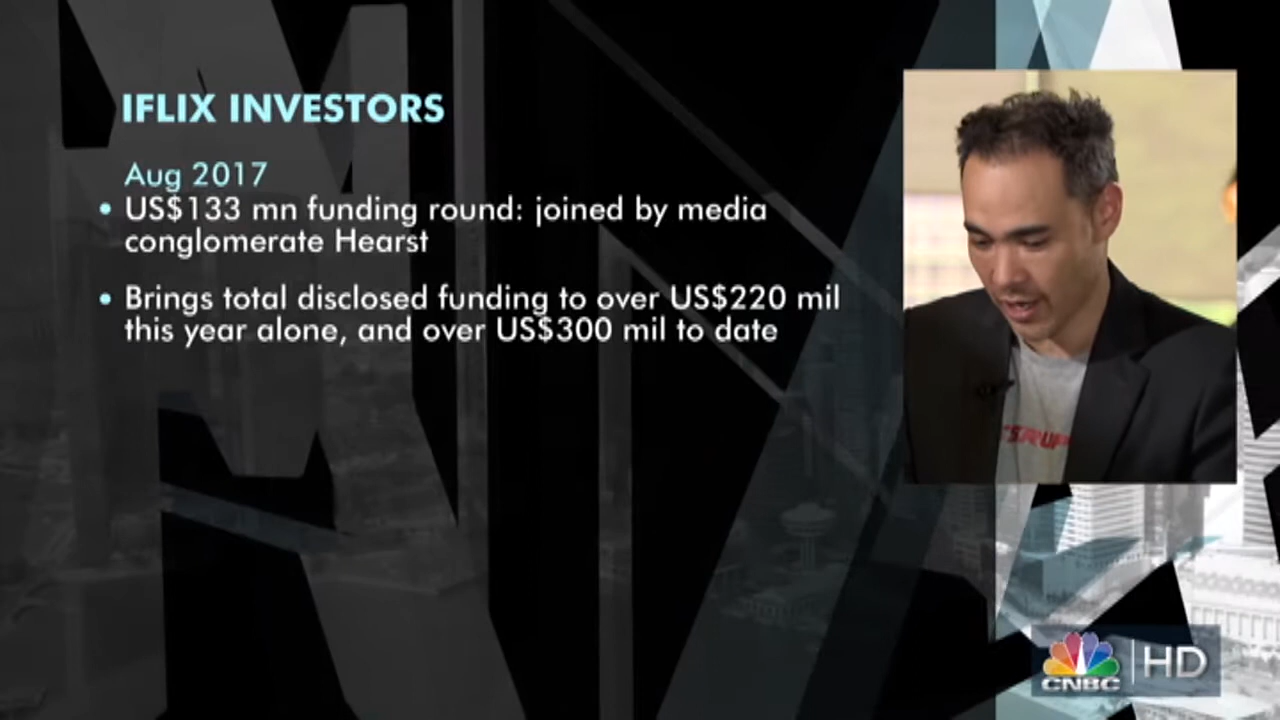 IFLIX INVESTORS
Aug 2017
• US$133 mn funding round: joined by media
conglomerate Hearst
• Brings total disclosed funding to over US$220 mil
this year alone, and over US$300 mil to date
CNBC | HD